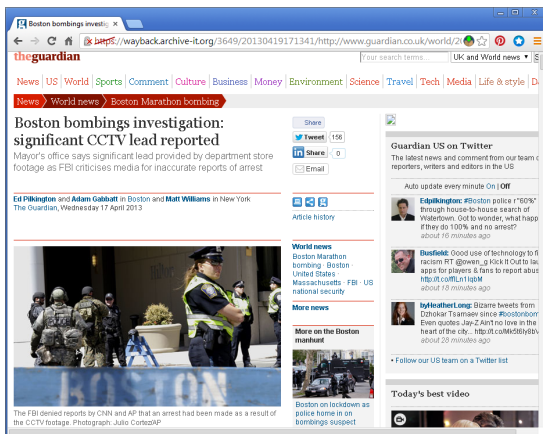 Boston bombings investig
https://wayback.archive-it.org/3649/20130419171341/http://www.guardian.co.uk/world/20
theguardian
Your search terms...
UK and World news
News
US
World
Sports
Comment
Culture
Business
Money
Environment
Science
Travel
Tech
Media
Life & style
News
World news
Boston Marathon bombing
Boston bombings investigation:
significant CCTV lead reported
Mayor's office says significant lead provided by department store
footage as FBI criticises media for inaccurate reports of arrest
Ed Pilkington and Adam Gabbatt in Boston and Matt Williams in New York
The Guardian, Wednesday 17 April 2013
BOSTON
The FBI denied reports by CNN and AP that an arrest had been made as a result of
the CCTV footage. Photograph: Julio Cortez/AP
Share
Tweet 156
Share 0
Email
Article history
World news
Boston Marathon
bombing · Boston ·
United States ·
Massachusetts · FBI · US
national security
More news
More on the Boston
manhunt
Boston on lockdown as
police home in on
bombings suspect
Guardian US on Twitter
The latest news and comment from our team o
reporters, writers and editors in the US
Auto update every minute On | Off
Edpilkington: #Boston police r "60%"
through house-to-house search of
Watertown. Got to wonder, what happ
if they do 100% and no arrest?
about 16 minutes ago
Busfield: Good use of technology to fi
racism RT @owen_g Kick It Out to lau
apps for players & fans to report abus
about 18 minutes ago
byHeatherLong: Bizarre tweets from
Dzhokar Tsarnaev since #bostonbom
Even quotes Jay-Z Ain't no love in the
heart of the city...
about 28 minutes ago
• Follow our US team on a Twitter list
Today's best video